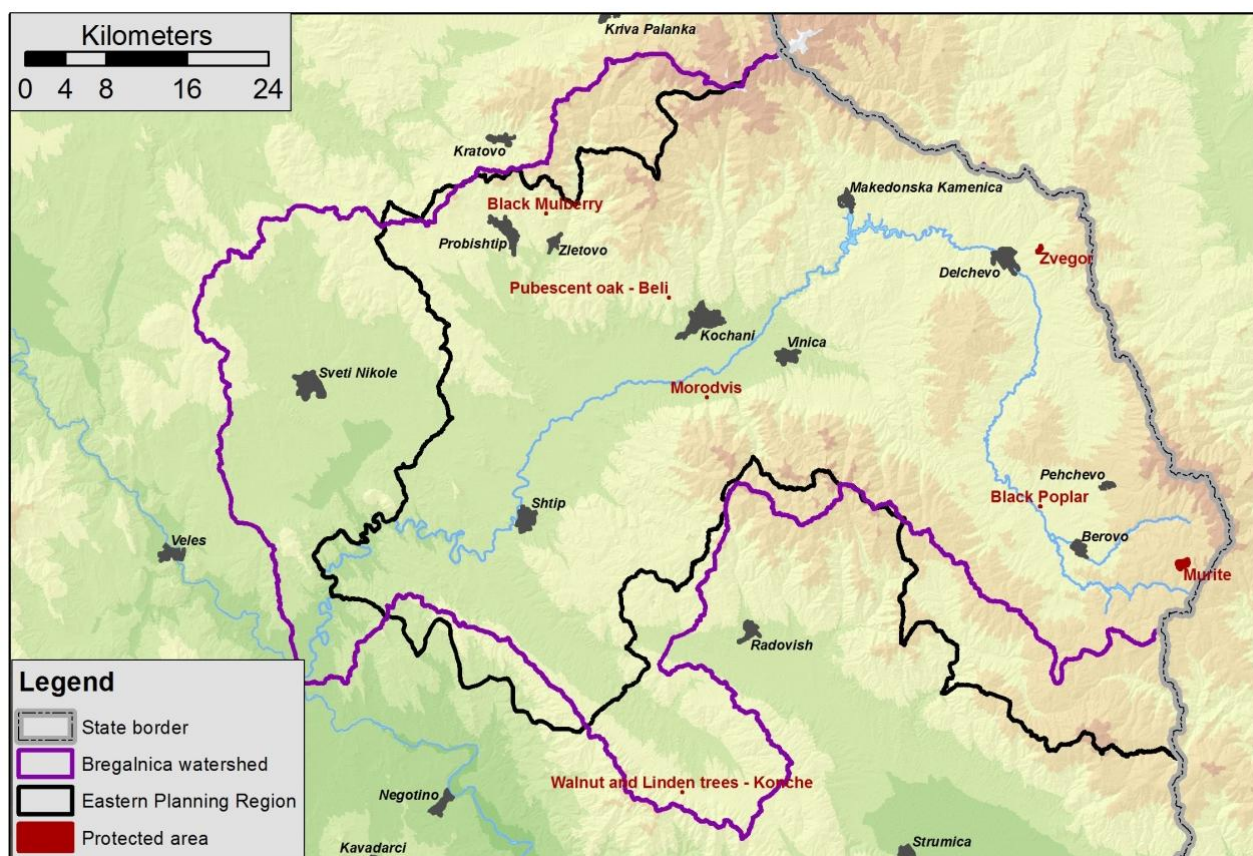 Kilometers
0 4 8 16 24
Kriva Palanka
Kratovo
Makedonska Kamenica
Black Mulberry
Probishtip
Zletovo
Zvegor
Delchevo
Pubescent oak - Beli
Kochani
Vinica
Sveti Nikole
Morodvis
Pehchevo
Black Poplar
Shtip
Berovo
Veles
Murite
Radovish
Legend
State border
Bregalnica watershed
Eastern Planning Region
Protected area
Walnut and Linden trees - Konche
Negotino
Strumica
Kavadarci